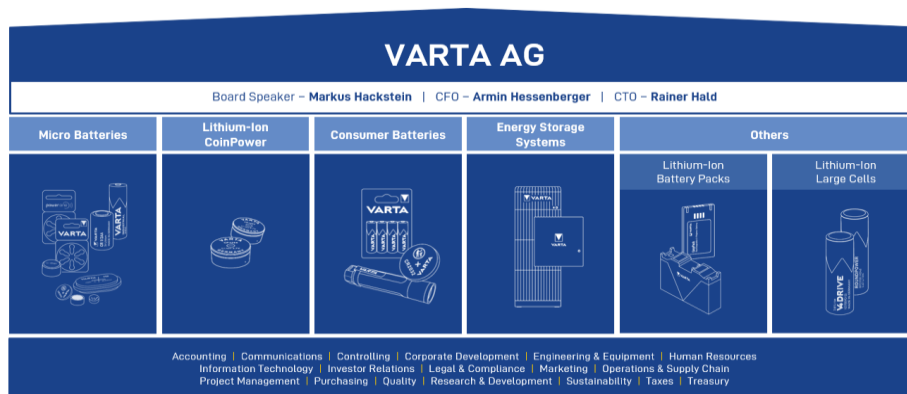 VARTA AG
Board Speaker – Markus Hackstein | CFO – Armin Hessenberger | CTO – Rainer Hald
Micro Batteries
Lithium-Ion
CoinPower
Consumer Batteries
Energy Storage
Systems
Others
Lithium-Ion
Battery Packs
Lithium-Ion
Large Cells
VARTA
VARTA
VARTA
VARTA
VARTA
VARTA
V4DRIVE
Accounting | Communications | Controlling | Corporate Development | Engineering & Equipment | Human Resources
Information Technology | Investor Relations | Legal & Compliance | Marketing | Operations & Supply Chain
Project Management | Purchasing | Quality | Research & Development | Sustainability | Taxes | Treasury